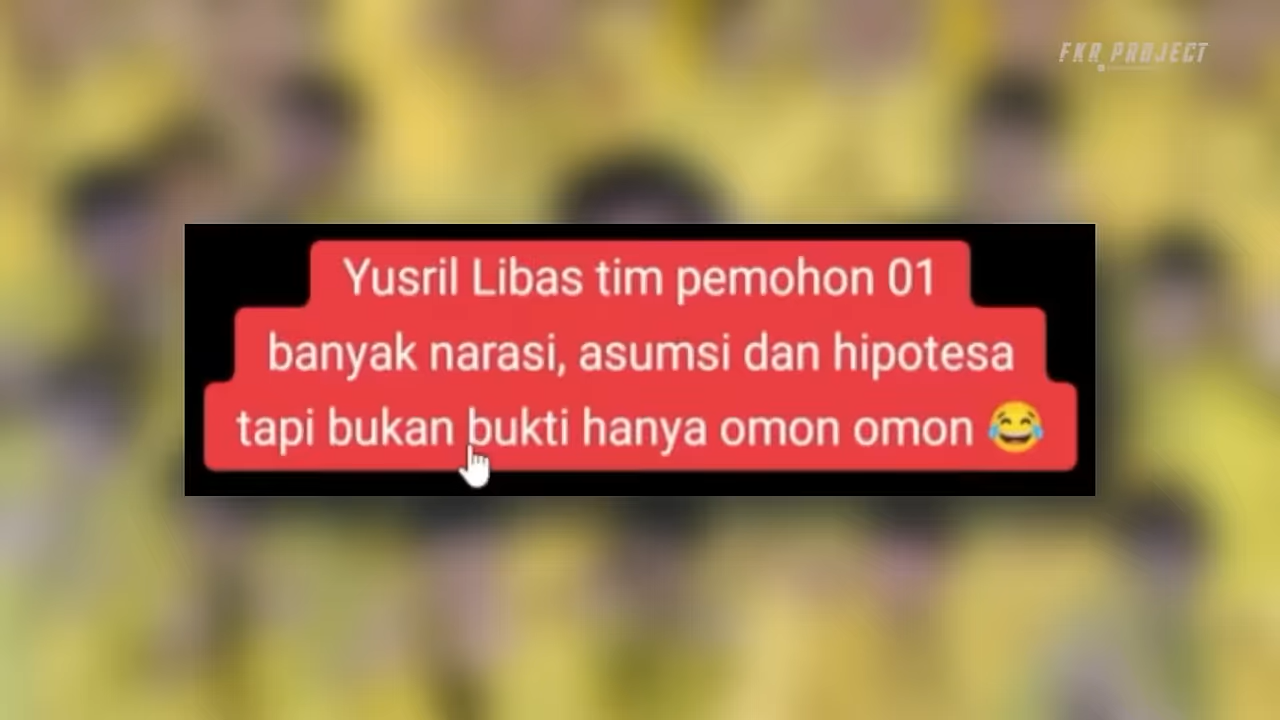 FKR PROJECT
Yusril Libas tim pemohon 01
banyak narasi, asumsi dan hipotesa
tapi bukan bukti hanya omon omon 😂